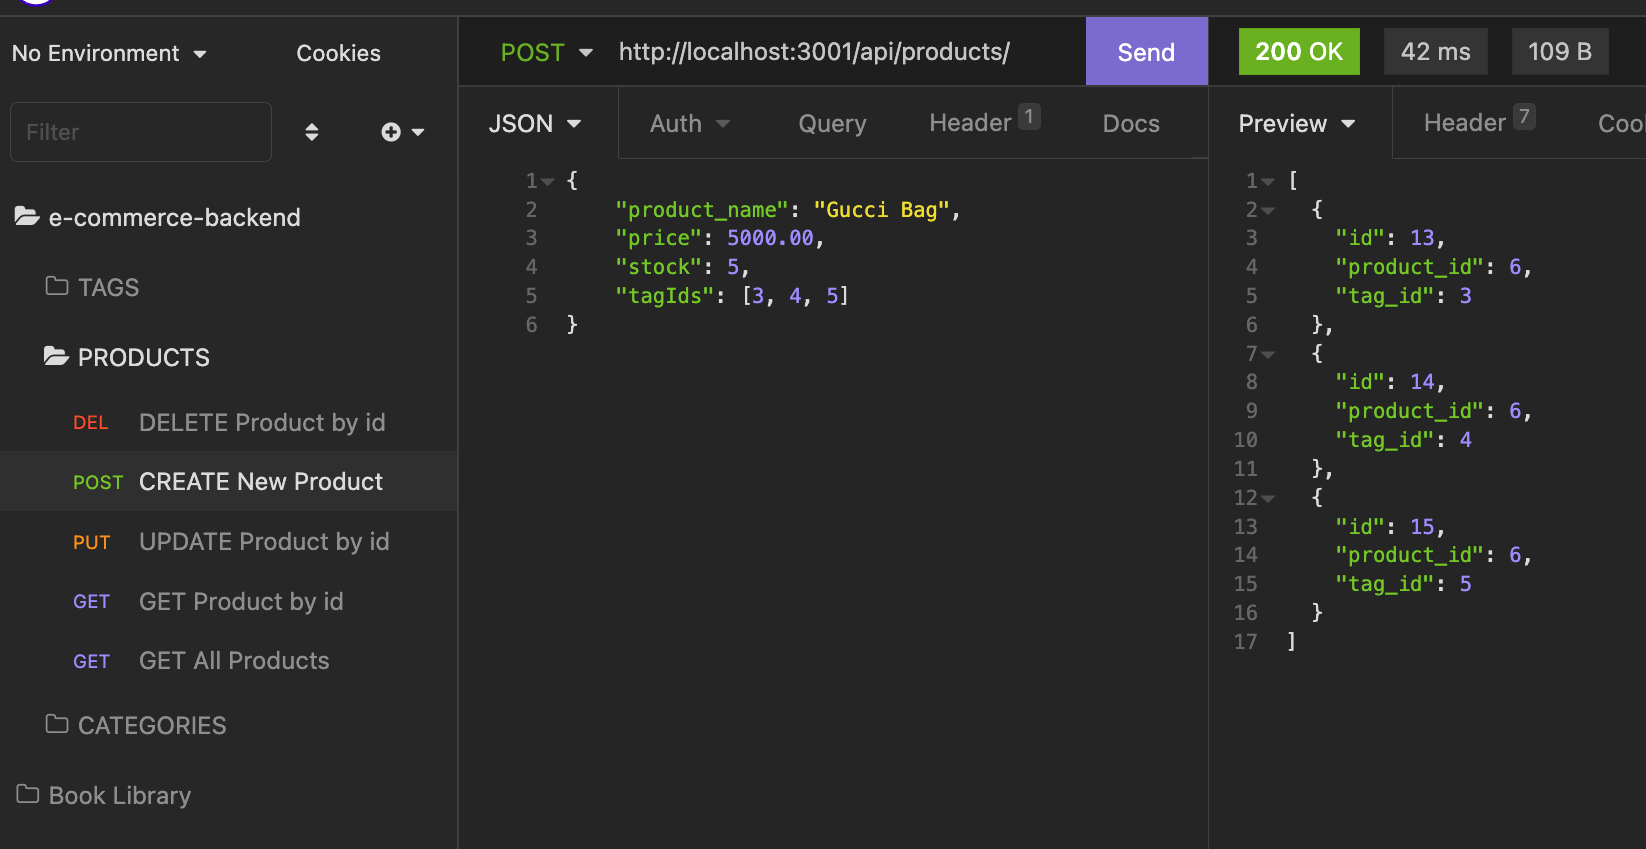 No Environment
Cookies
Filter
e-commerce-backend
TAGS
PRODUCTS
DEL DELETE Product by id
POST CREATE New Product
PUT UPDATE Product by id
GET GET Product by id
GET GET All Products
CATEGORIES
Book Library
POST http://localhost:3001/api/products/ Send
JSON Auth Query Header 1 Docs
1 {
2 "product_name": "Gucci Bag",
3 "price": 5000.00,
4 "stock": 5,
5 "tagIds": [3, 4, 5]
6 }
200 OK 42 ms 109 B
Preview Header 7
1 [
2 {
3 "id": 13,
4 "product_id": 6,
5 "tag_id": 3
6 },
7 {
8 "id": 14,
9 "product_id": 6,
10 "tag_id": 4
11 },
12 {
13 "id": 15,
14 "product_id": 6,
15 "tag_id": 5
16 }
17 ]